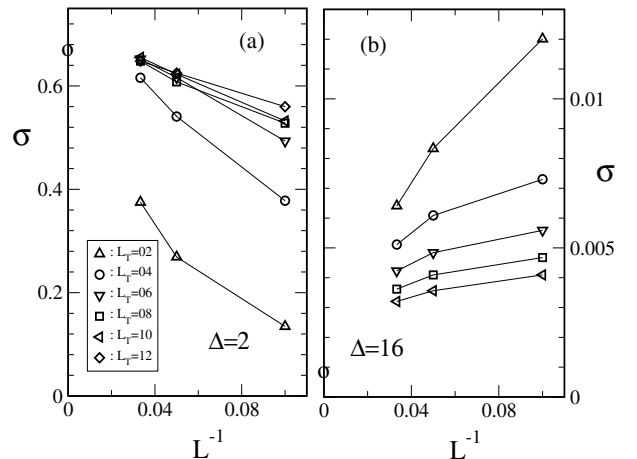 (a)
(b)
σ
0.6
0.4
0.2
0
σ
: L_T=02
: L_T=04
: L_T=06
: L_T=08
: L_T=10
: L_T=12
Δ=2
0 0.04 0.08
L⁻¹
σ
0.01
0.005
0
σ
Δ=16
0 0.04 0.08
L⁻¹